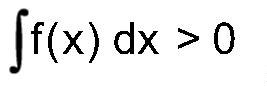 ∫f(x) dx > 0